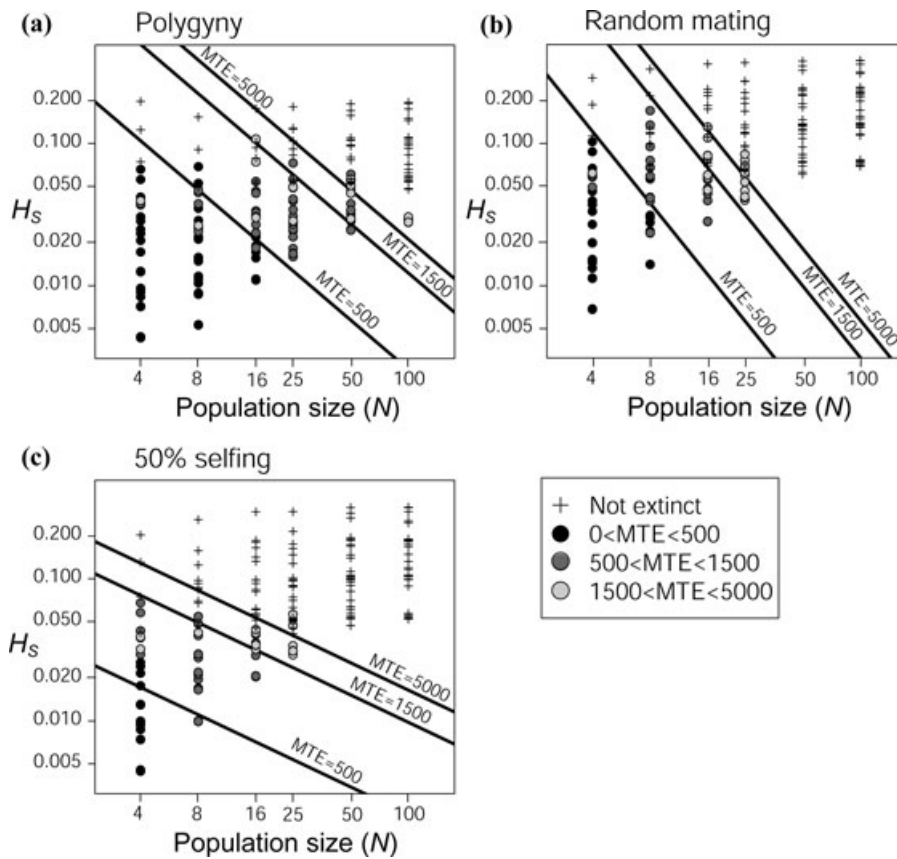 (a) Polygyny
MTE=5000
MTE=1500
MTE=500
0.200
0.100
0.050
0.020
0.010
0.005
Hs
4 8 16 25 50 100
Population size (N)
(b) Random mating
MTE=500
MTE=1500
MTE=5000
0.200
0.100
0.050
0.020
0.010
0.005
Hs
4 8 16 25 50 100
Population size (N)
(c) 50% selfing
MTE=5000
MTE=1500
MTE=500
0.200
0.100
0.050
0.020
0.010
0.005
Hs
4 8 16 25 50 100
Population size (N)
Not extinct
0<MTE<500
500<MTE<1500
1500<MTE<5000